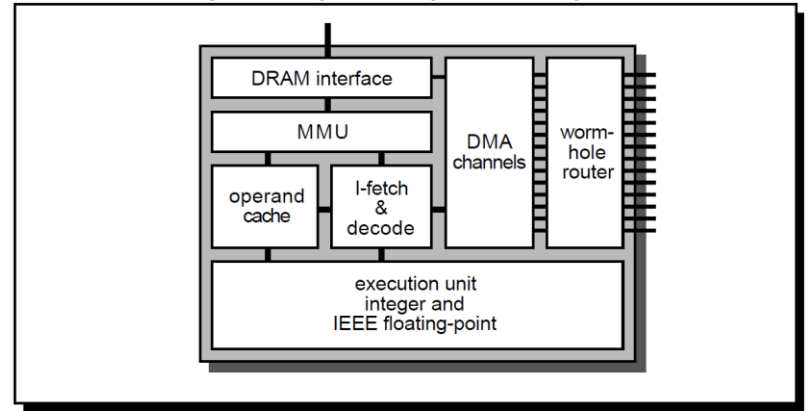 DRAM interface
MMU
DMA
channels
worm-
hole
router
operand
cache
I-fetch
&
decode
execution unit
integer and
IEEE floating-point